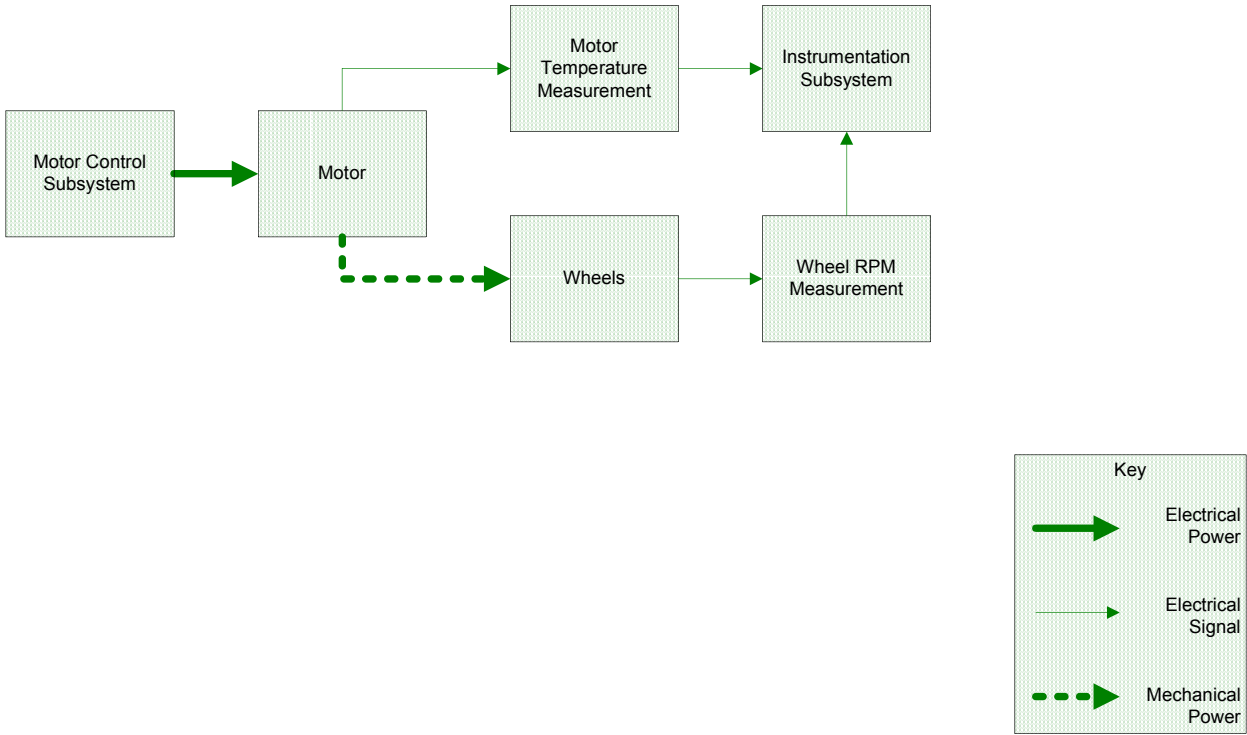 Motor Control
Subsystem
Motor
Motor
Temperature
Measurement
Instrumentation
Subsystem
Wheels
Wheel RPM
Measurement
Key
Electrical
Power
Electrical
Signal
Mechanical
Power